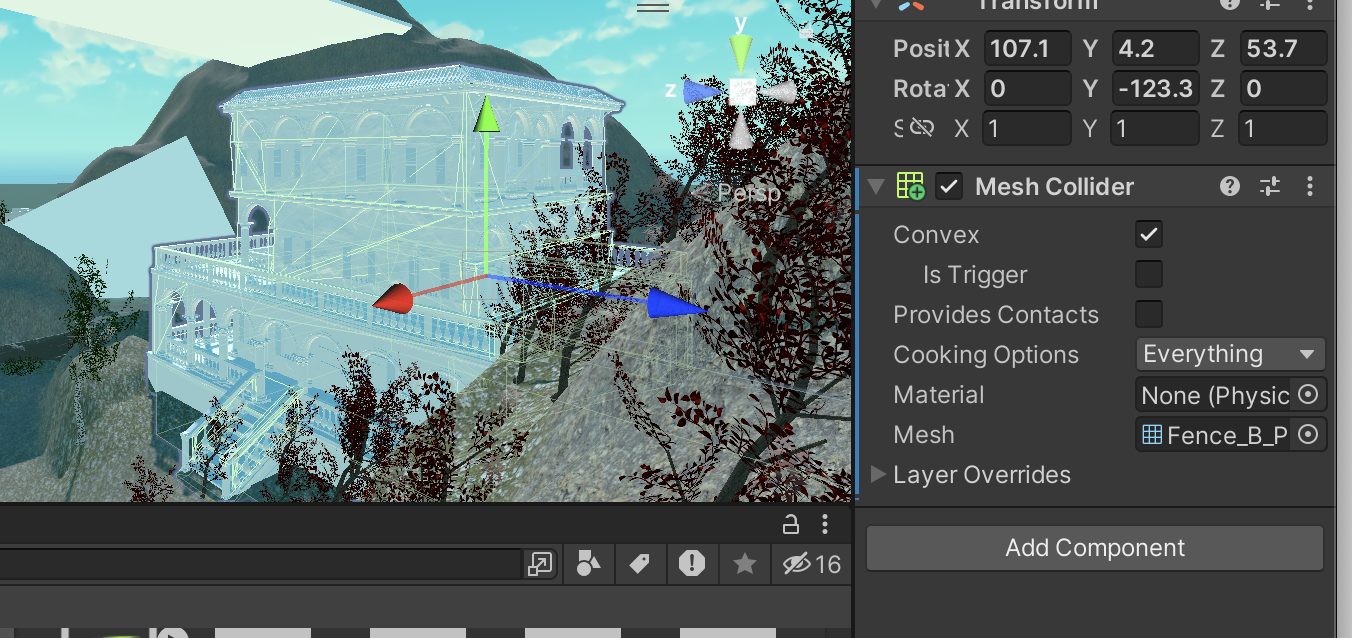 Transform
Posit X 107.1 Y 4.2 Z 53.7
Rota X 0 Y -123.3 Z 0
S X 1 Y 1 Z 1
y
z
Persp
Mesh Collider
Convex
Is Trigger
Provides Contacts
Cooking Options Everything
Material None (Physic
Mesh Fence_B_P
Layer Overrides
Add Component
16